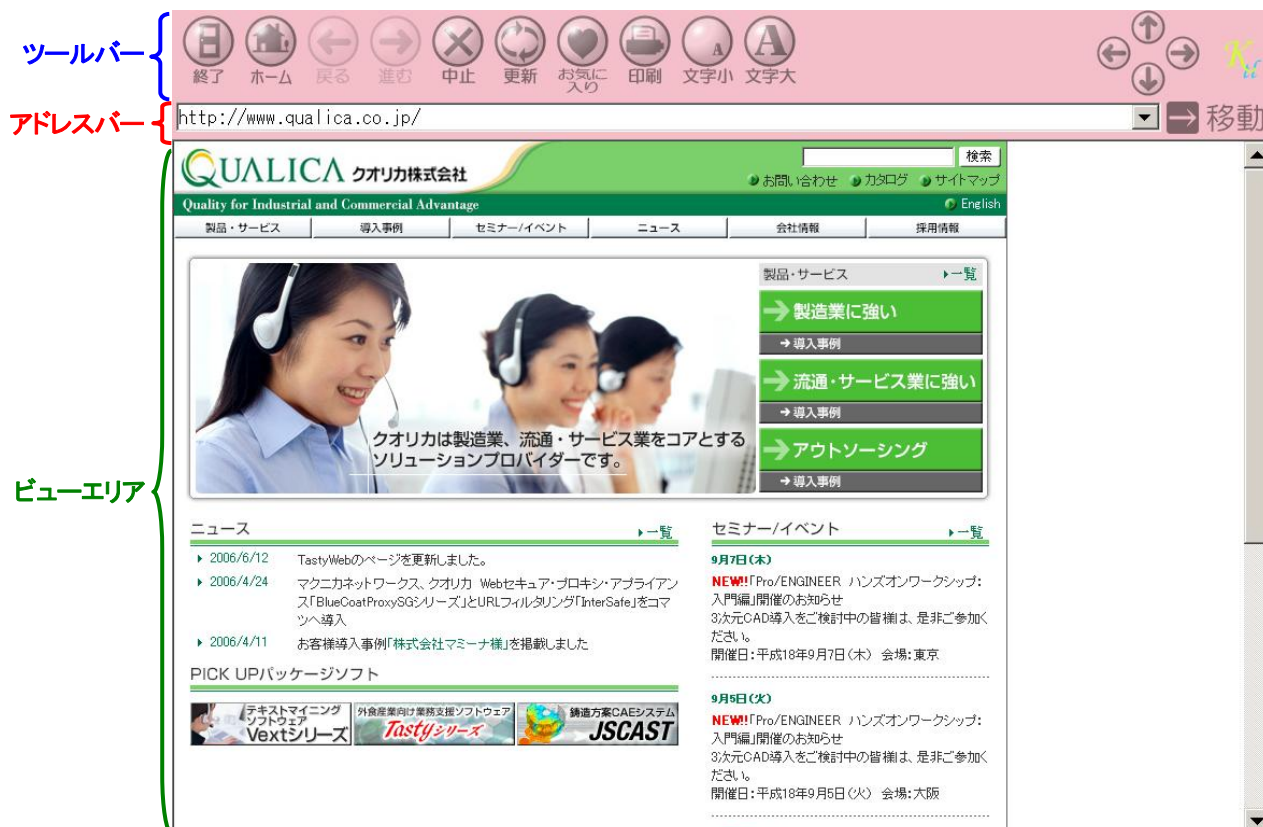 ツールバー
終了 ホーム 戻る 進む 中止 更新 お気に入り 印刷 A 文字小 A 文字大
アドレスバー
http://www.qualica.co.jp/
移動
ビューエリア
QUALICA クオリカ株式会社
検索
お問い合わせ カタログ サイトマップ
Quality for Industrial and Commercial Advantage
English
製品・サービス 導入事例 セミナー/イベント ニュース 会社情報 採用情報
クオリカは製造業、流通・サービス業をコアとする
ソリューションプロバイダーです。
製品・サービス 一覧
製造業に強い
導入事例
流通・サービス業に強い
導入事例
アウトソーシング
導入事例
ニュース 一覧
2006/6/12 TastyWebのページを更新しました。
2006/4/24 マクニカネットワークス、クオリカ Webセキュア・プロキシ・アプライアン
ス「BlueCoatProxySGシリーズ」とURLフィルタリング「InterSafe」をコマ
ツへ導入
2006/4/11 お客様導入事例「株式会社マミーナ様」を掲載しました
PICK UPパッケージソフト
テキストマイニング
ソフトウェア
Vextシリーズ
外食産業向け業務支援ソフトウェア
Tastyシリーズ
鋳造方案CAEシステム
JSCAST
セミナー/イベント 一覧
9月7日(木)
NEW!!「Pro/ENGINEER ハンズオンワークシップ:
入門編」開催のお知らせ
3次元CAD導入をご検討中の皆様は、是非ご参加く
ださい。
開催日:平成18年9月7日(木) 会場:東京
9月5日(火)
NEW!!「Pro/ENGINEER ハンズオンワークシップ:
入門編」開催のお知らせ
3次元CAD導入をご検討中の皆様は、是非ご参加く
ださい。
開催日:平成18年9月5日(火) 会場:大阪